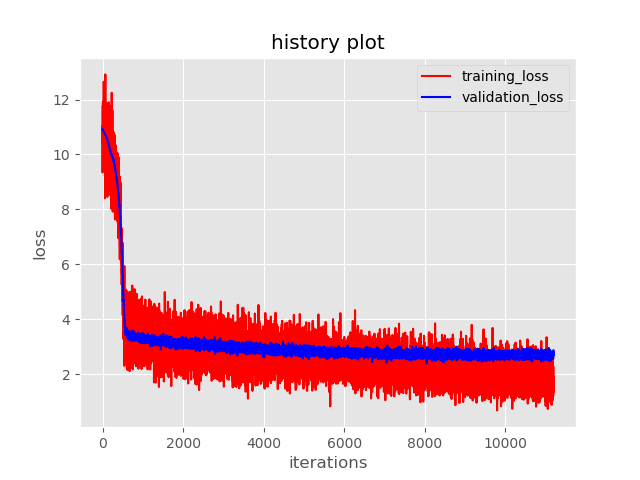 history plot
training_loss
validation_loss
12
10
8
6
4
2
loss
0 2000 4000 6000 8000 10000
iterations